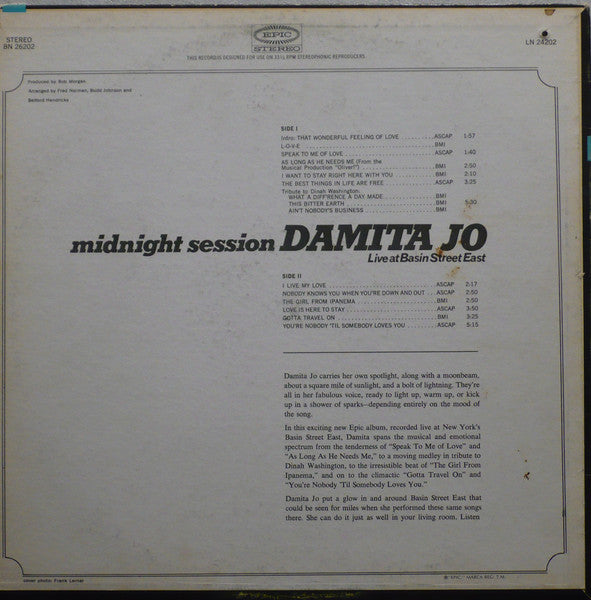 STEREO
BN 26202
EPIC
STEREO
LN 24202
THIS RECORD IS DESIGNED FOR USE ON 33⅓ RPM STEREOPHONIC REPRODUCERS.
Produced by Bob Morgan.
Arranged by Fred Norman, Budd Johnson and
Belford Hendricks
SIDE I
Intro: THAT WONDERFUL FEELING OF LOVE ASCAP 1:57
L-O-V-E BMI
SPEAK TO ME OF LOVE ASCAP 1:40
AS LONG AS HE NEEDS ME (From the
Musical Production "Oliver!") BMI 2:50
I WANT TO STAY RIGHT HERE WITH YOU BMI 2:10
THE BEST THINGS IN LIFE ARE FREE ASCAP 3:25
Tribute to Dinah Washington:
WHAT A DIFF'RENCE A DAY MADE BMI
THIS BITTER EARTH BMI 5:30
AIN'T NOBODY'S BUSINESS BMI
midnight session DAMITA JO
Live at Basin Street East
SIDE II
I LIVE MY LOVE ASCAP 2:17
NOBODY KNOWS YOU WHEN YOU'RE DOWN AND OUT ASCAP 2:50
THE GIRL FROM IPANEMA BMI 2:50
LOVE IS HERE TO STAY ASCAP 3:50
GOTTA TRAVEL ON BMI 3:25
YOU'RE NOBODY 'TIL SOMEBODY LOVES YOU ASCAP 5:15
Damita Jo carries her own spotlight, along with a moonbeam,
about a square mile of sunlight, and a bolt of lightning. They're
all in her fabulous voice, ready to light up, warm up, or kick
up in a shower of sparks—depending entirely on the mood of
the song.
In this exciting new Epic album, recorded live at New York's
Basin Street East, Damita spans the musical and emotional
spectrum from the tenderness of "Speak To Me of Love" and
"As Long As He Needs Me," to a moving medley in tribute to
Dinah Washington, to the irresistible beat of "The Girl From
Ipanema," and on to the climactic "Gotta Travel On" and
"You're Nobody 'Til Somebody Loves You."
Damita Jo put a glow in and around Basin Street East that
could be seen for miles when she performed these same songs
there. She can do it just as well in your living room. Listen
cover photo: Frank Lerner
® "EPIC," MARCA REG. T.M.